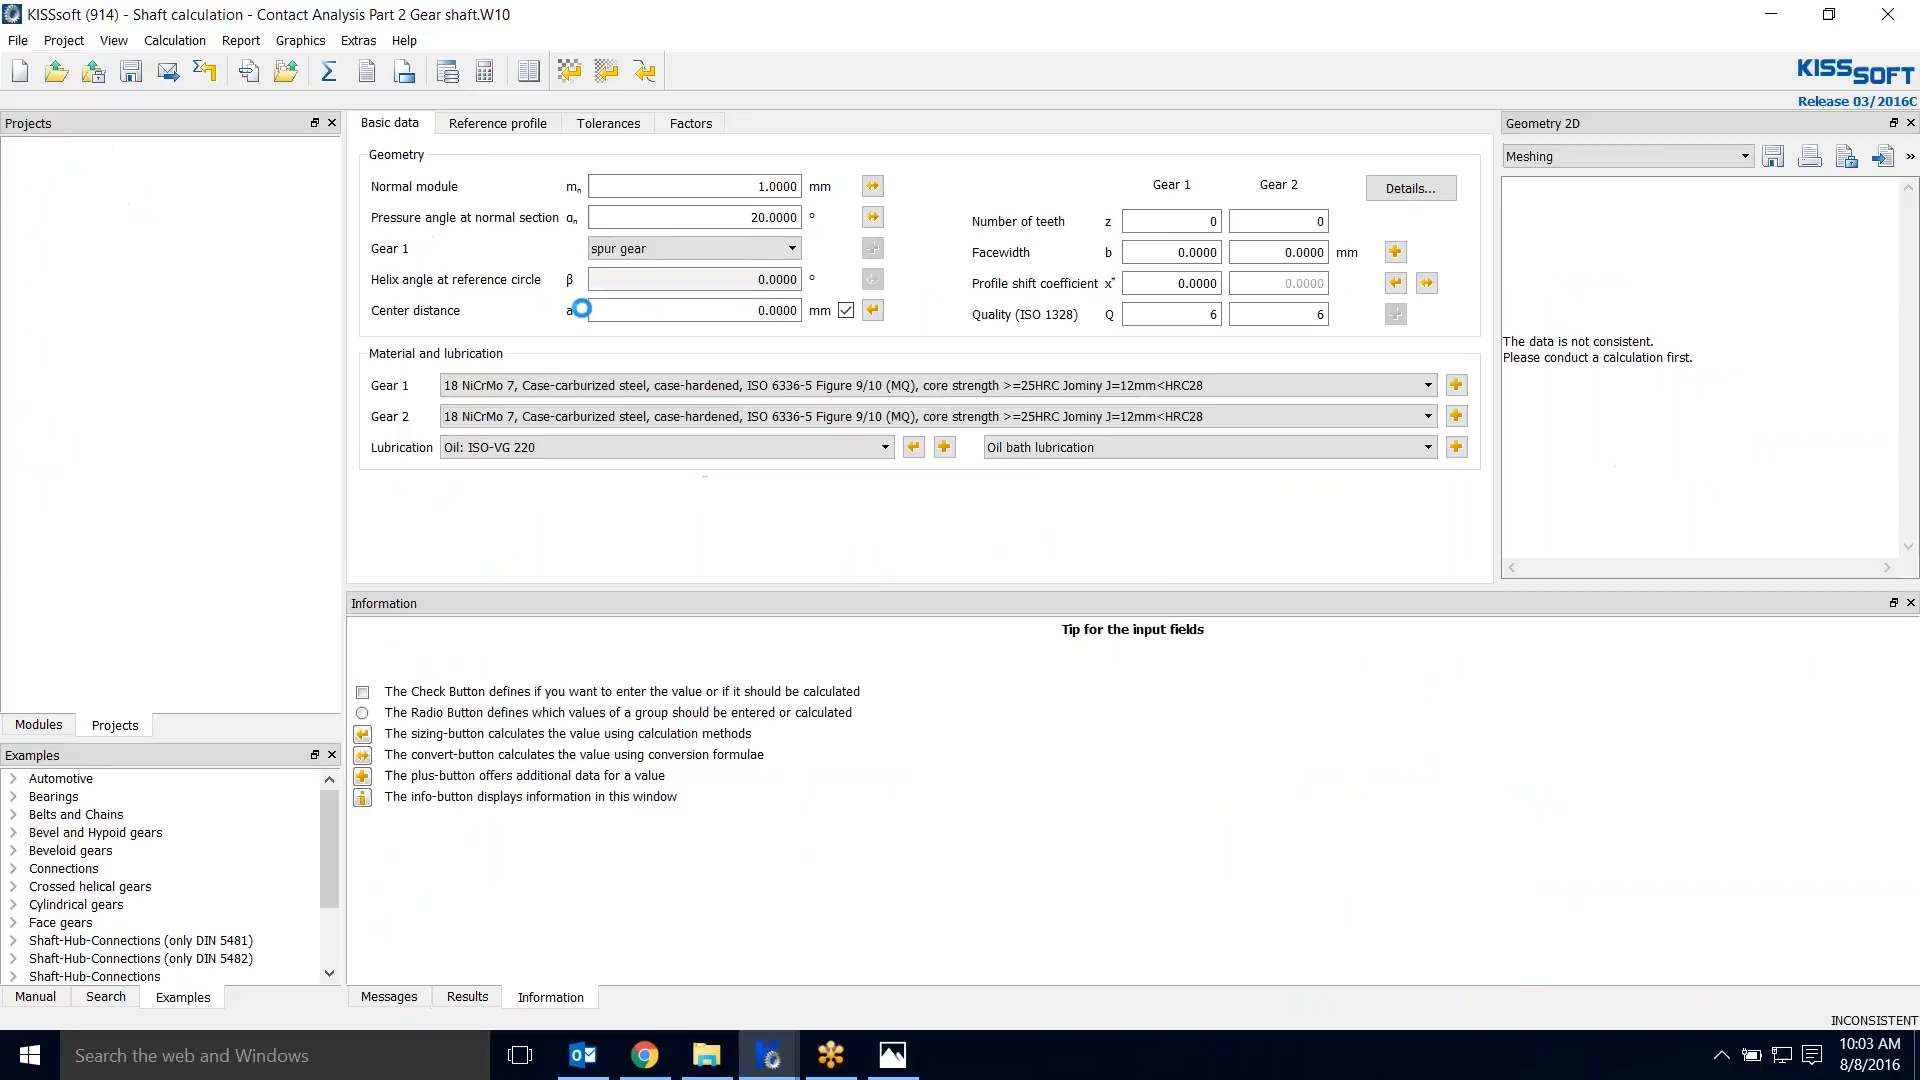 KISSsoft (914) - Shaft calculation - Contact Analysis Part 2 Gear shaft.W10
File Project View Calculation Report Graphics Extras Help
KISSSOFT
Release 03/2016C
Projects
Basic data Reference profile Tolerances Factors
Geometry 2D
Geometry
Meshing
Normal module mn 1.0000 mm
Gear 1 Gear 2 Details...
Pressure angle at normal section αn 20.0000 °
Number of teeth z 0 0
Gear 1 spur gear
Facewidth b 0.0000 0.0000 mm
Helix angle at reference circle β 0.0000 °
Profile shift coefficient x* 0.0000 0.0000
Center distance a 0.0000 mm
Quality (ISO 1328) Q 6 6
The data is not consistent.
Please conduct a calculation first.
Material and lubrication
Gear 1 18 NiCrMo 7, Case-carburized steel, case-hardened, ISO 6336-5 Figure 9/10 (MQ), core strength >=25HRC Jominy J=12mm<HRC28
Gear 2 18 NiCrMo 7, Case-carburized steel, case-hardened, ISO 6336-5 Figure 9/10 (MQ), core strength >=25HRC Jominy J=12mm<HRC28
Lubrication Oil: ISO-VG 220 Oil bath lubrication
Information
Tip for the input fields
The Check Button defines if you want to enter the value or if it should be calculated
The Radio Button defines which values of a group should be entered or calculated
The sizing-button calculates the value using calculation methods
The convert-button calculates the value using conversion formulae
The plus-button offers additional data for a value
The info-button displays information in this window
Modules Projects
Examples
Automotive
Bearings
Belts and Chains
Bevel and Hypoid gears
Beveloid gears
Connections
Crossed helical gears
Cylindrical gears
Face gears
Shaft-Hub-Connections (only DIN 5481)
Shaft-Hub-Connections (only DIN 5482)
Shaft-Hub-Connections
Manual Search Examples
Messages Results Information
INCONSISTENT
Search the web and Windows
10:03 AM
8/8/2016